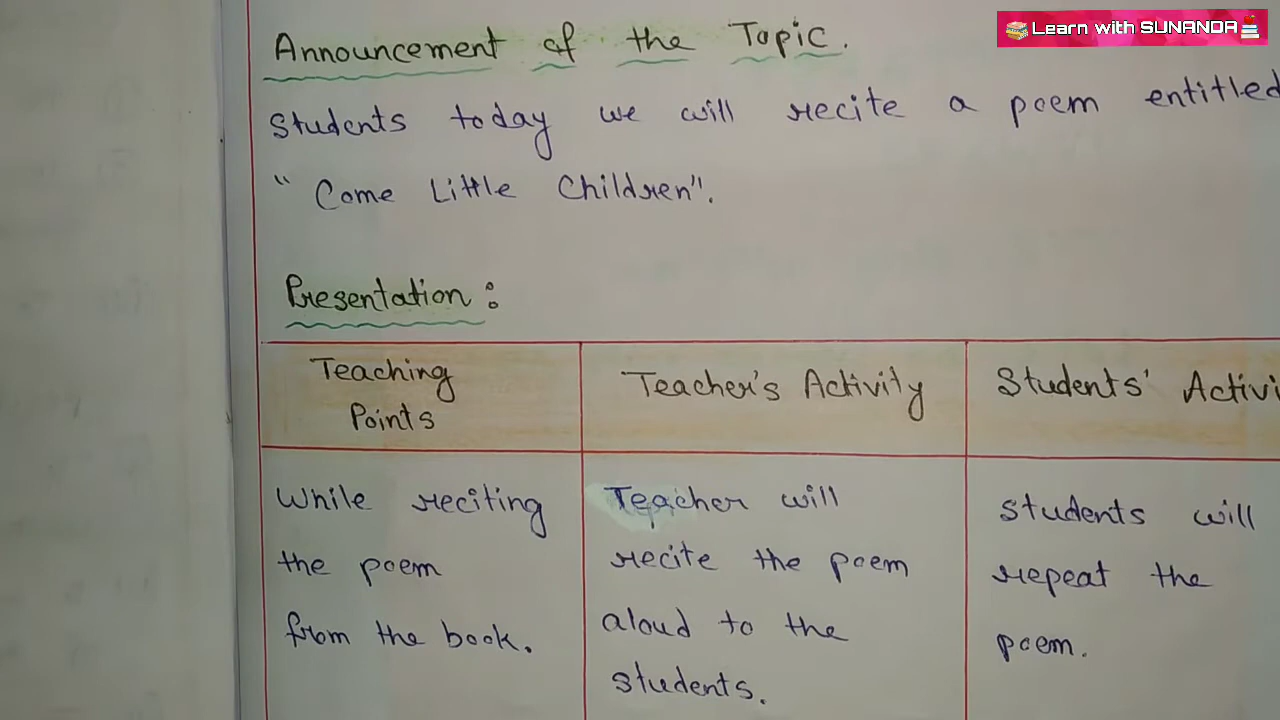 Learn with SUNANDA
Announcement of the Topic.
Students today we will recite a poem entitled
"Come Little Children".
Presentation:
Teaching
Points
Teacher's Activity
Students' Activi
While reciting
the poem
from the book.
Teacher will
recite the poem
aloud to the
students.
Students will
repeat the
poem.